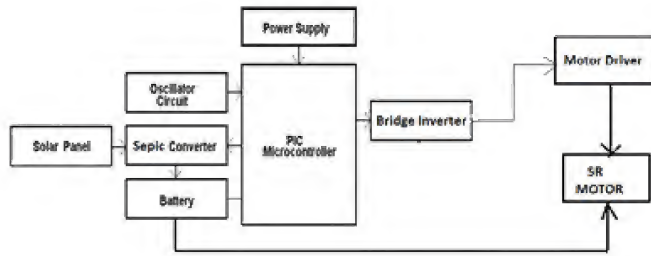 Power Supply
Motor Driver
Oscillator
Circuit
Bridge Inverter
Solar Panel
Sepic Converter
PIC
Microcontroller
Battery
SR
MOTOR